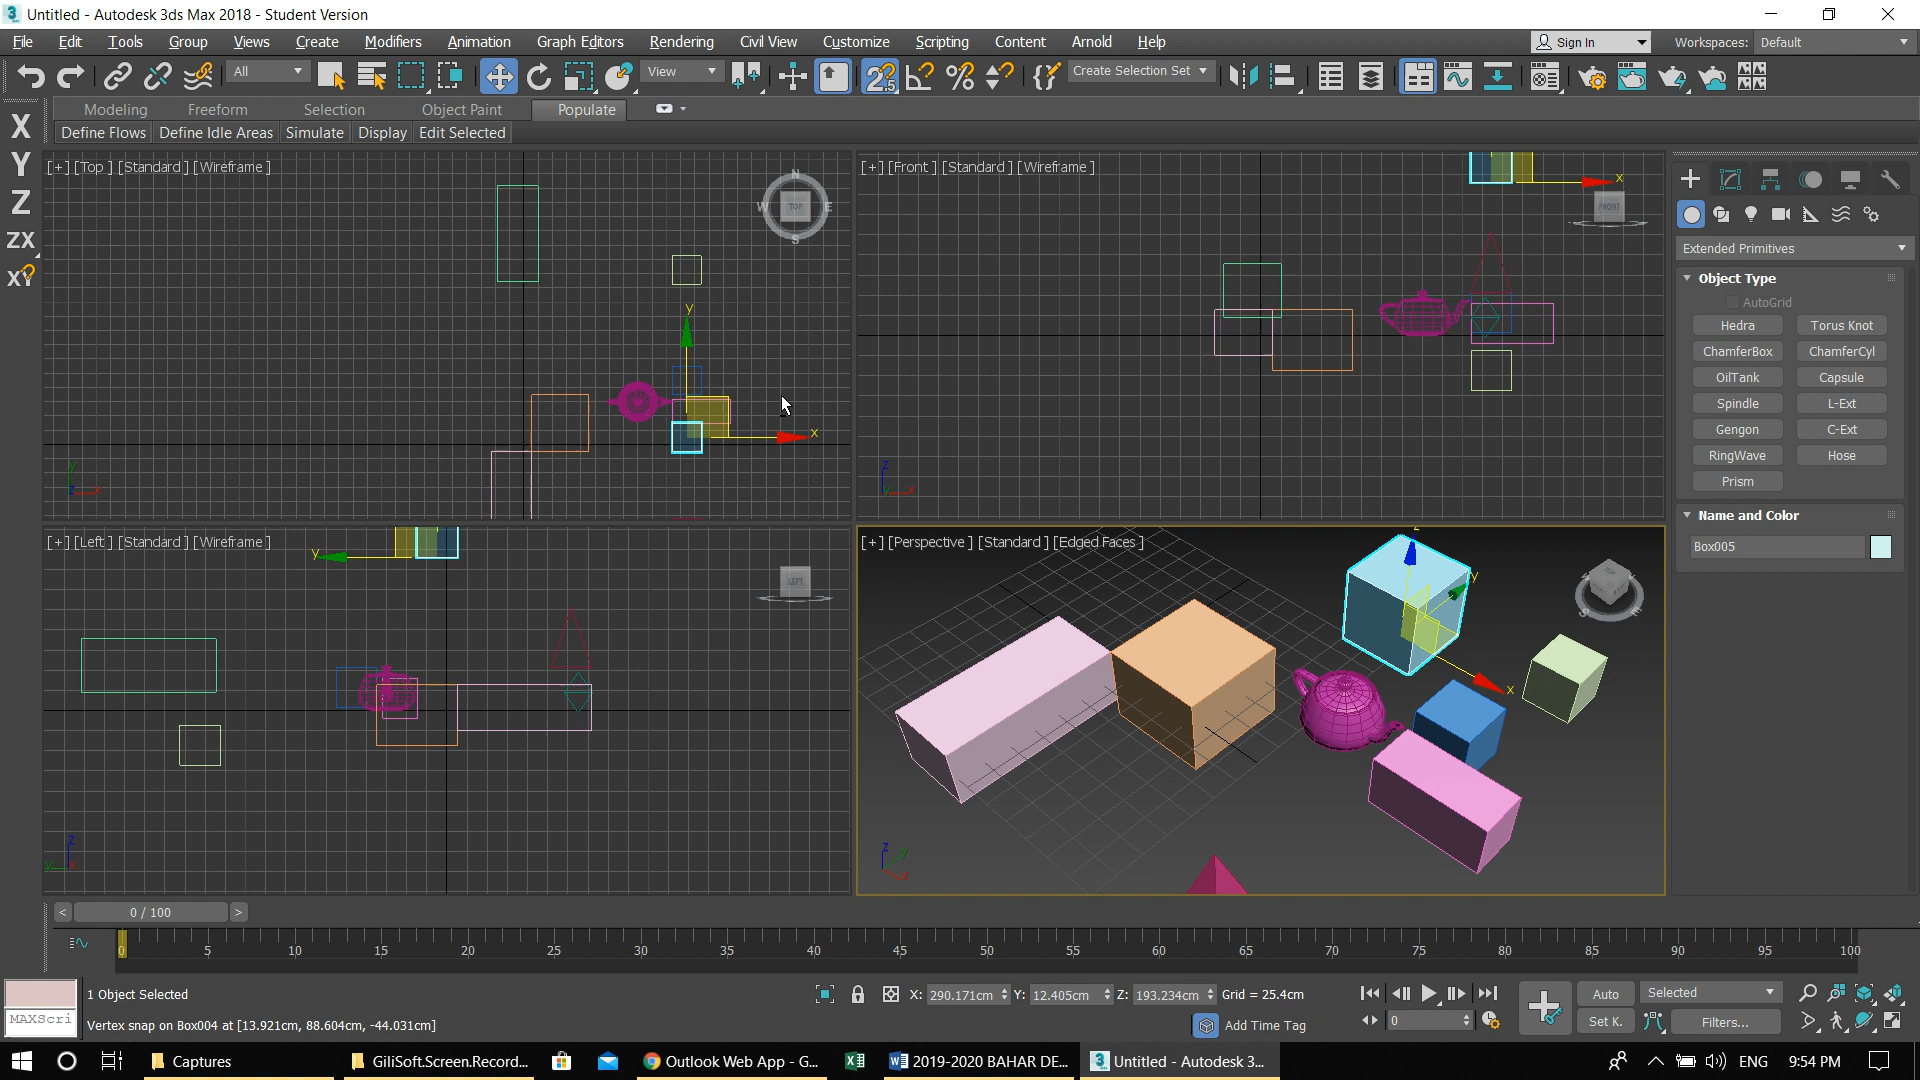 Untitled - Autodesk 3ds Max 2018 - Student Version
File Edit Tools Group Views Create Modifiers Animation Graph Editors Rendering Civil View Customize Scripting Content Arnold Help
Sign In Workspaces: Default
All View Create Selection Set
Modeling Freeform Selection Object Paint Populate
Define Flows Define Idle Areas Simulate Display Edit Selected
X
Y
Z
ZX
XY
[+] [Top ] [Standard ] [Wireframe ]
N
W TOP E
S
y
x
y
z x
[+] [Front ] [Standard ] [Wireframe ]
x
FRONT
z
y x
[+] [Left ] [Standard ] [Wireframe ]
y
LEFT
z
y x
[+] [Perspective ] [Standard ] [Edged Faces ]
z
y
x
S E
z y
x
Extended Primitives
Object Type
AutoGrid
Hedra Torus Knot
ChamferBox ChamferCyl
OilTank Capsule
Spindle L-Ext
Gengon C-Ext
RingWave Hose
Prism
Name and Color
Box005
< 0 / 100 >
0 5 10 15 20 25 30 35 40 45 50 55 60 65 70 75 80 85 90 95 100
1 Object Selected
X: 290.171cm Y: 12.405cm Z: 193.234cm Grid = 25.4cm
Auto Selected
MAXScri
Vertex snap on Box004 at [13.921cm, 88.604cm, -44.031cm]
Add Time Tag
0
Set K. Filters...
Captures GiliSoft.Screen.Record... Outlook Web App - G... 2019-2020 BAHAR DE... Untitled - Autodesk 3... ENG 9:54 PM